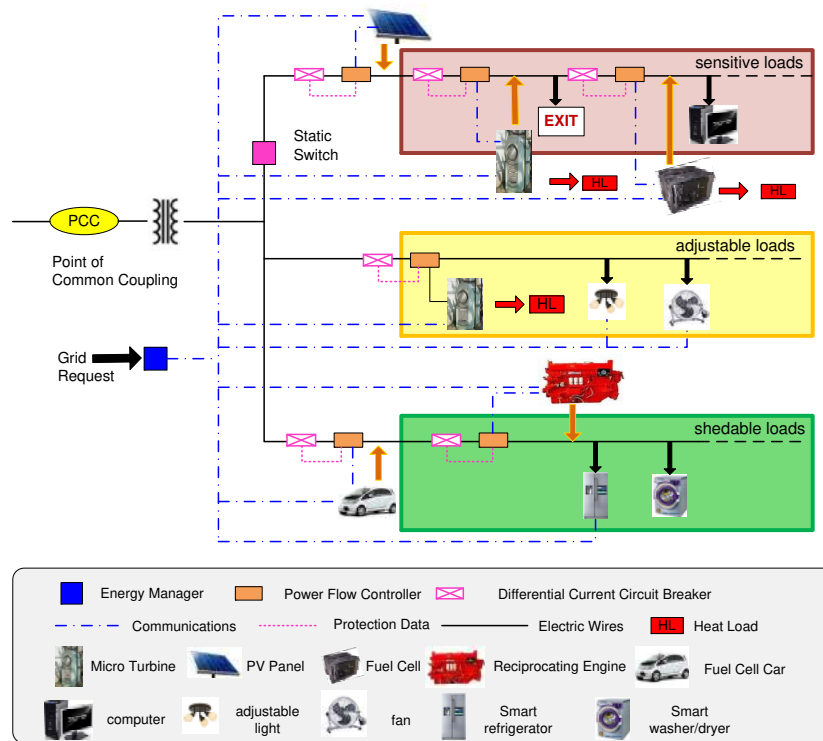 sensitive loads
EXIT
Static
Switch
HL
HL
PCC
adjustable loads
Point of
Common Coupling
HL
Grid
Request
shedable loads
Energy Manager
Power Flow Controller
Differential Current Circuit Breaker
Communications
Protection Data
Electric Wires
HL
Heat Load
Micro Turbine
PV Panel
Fuel Cell
Reciprocating Engine
Fuel Cell Car
computer
adjustable
light
fan
Smart
refrigerator
Smart
washer/dryer